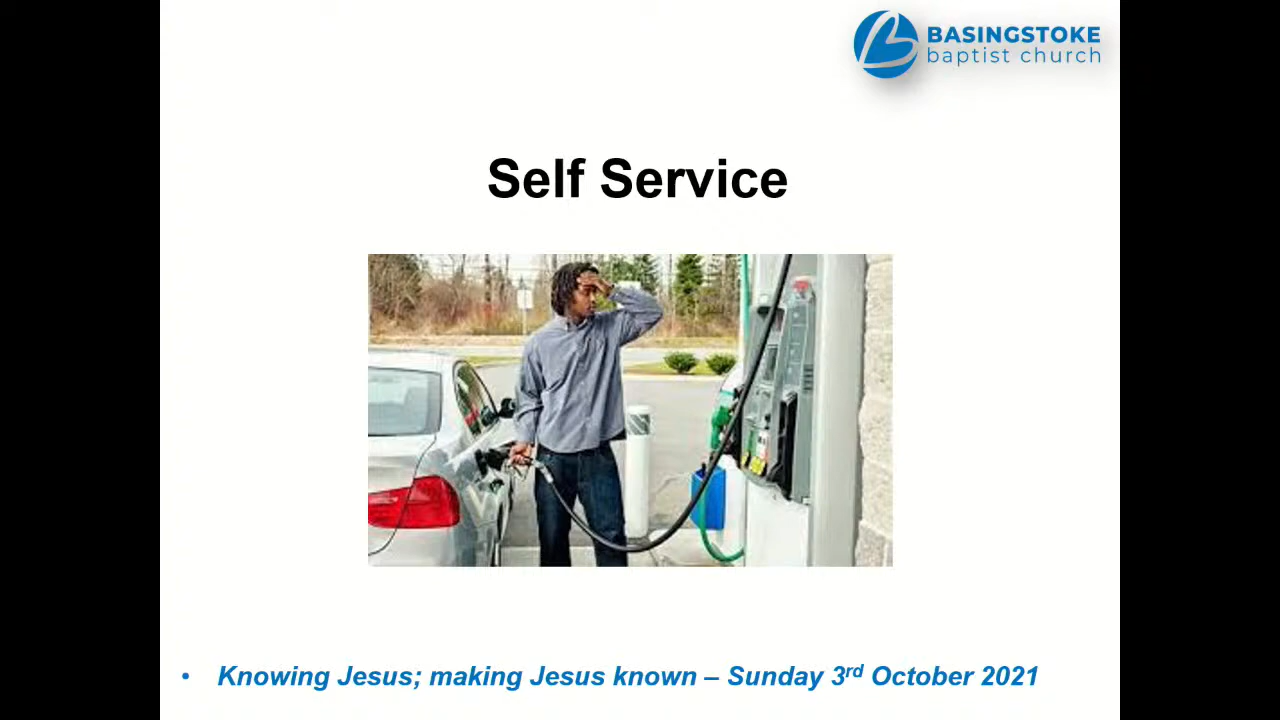 BASINGSTOKE
baptist church
Self Service
• Knowing Jesus; making Jesus known – Sunday 3rd October 2021